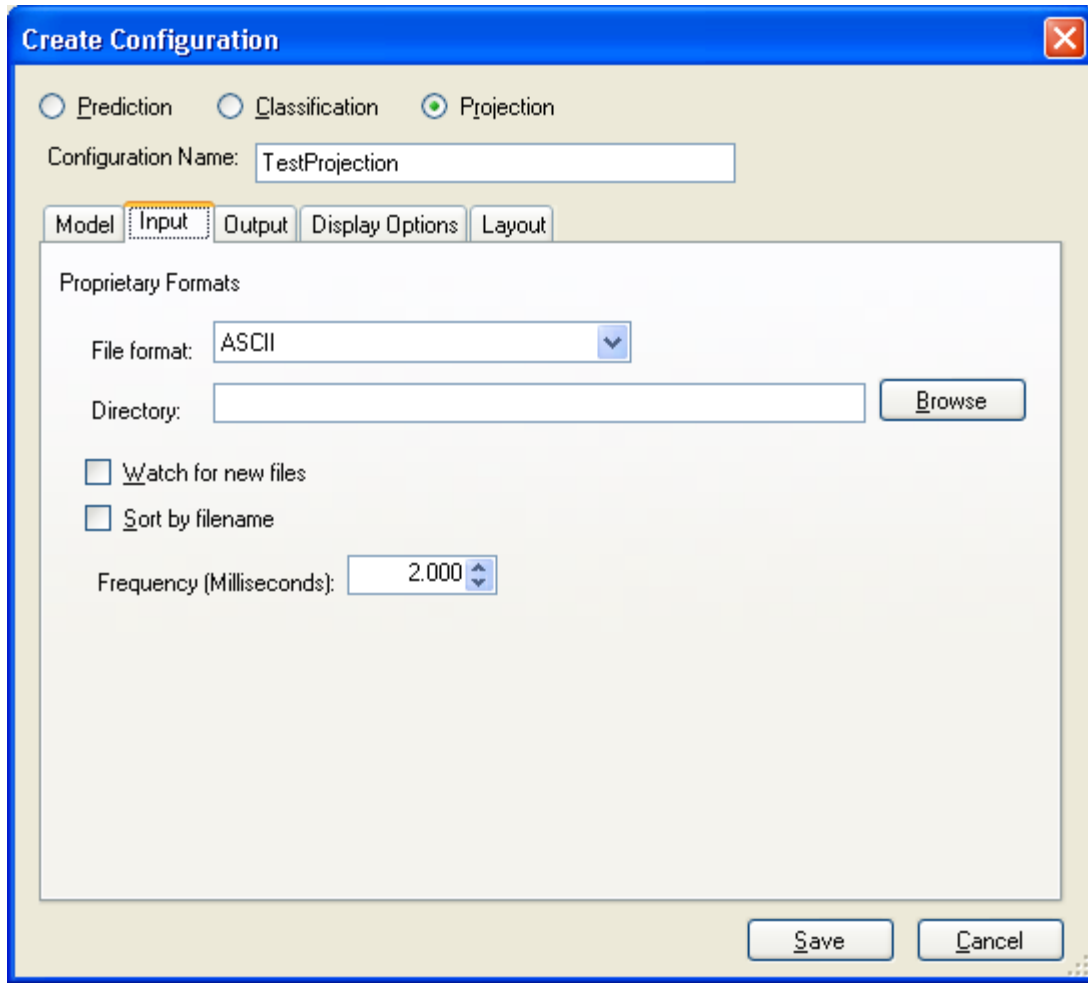 Create Configuration
Prediction Classification Projection
Configuration Name: TestProjection
Model Input Output Display Options Layout
Proprietary Formats
File format: ASCII
Directory: Browse
Watch for new files
Sort by filename
Frequency (Milliseconds): 2.000
Save Cancel